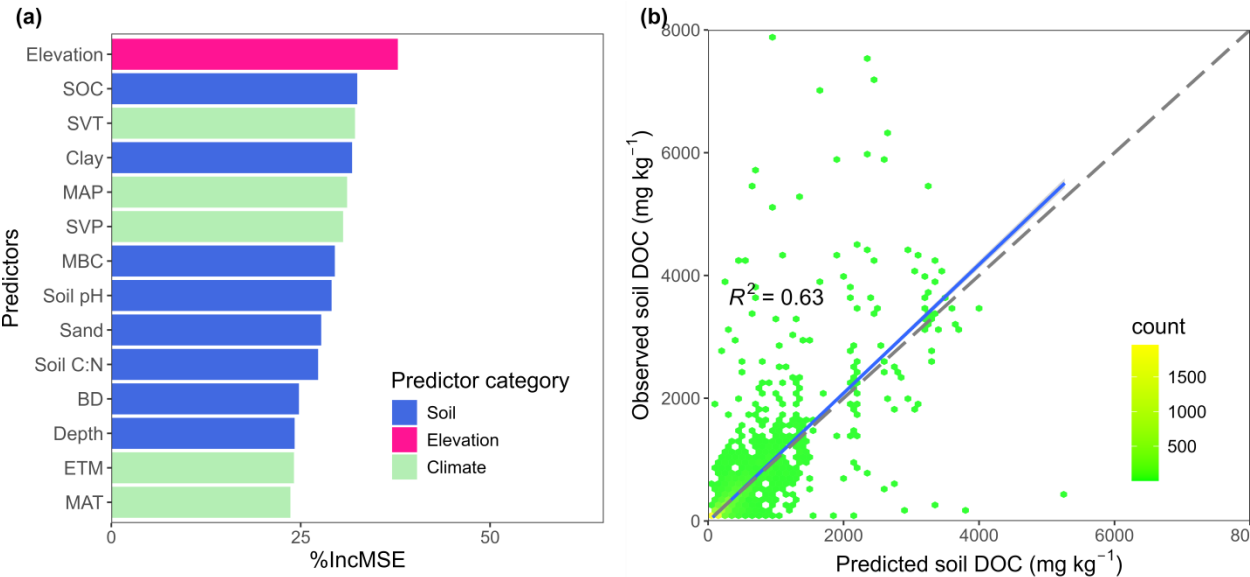 (a)
Predictors
Elevation
SOC
SVT
Clay
MAP
SVP
MBC
Soil pH
Sand
Soil C:N
BD
Depth
ETM
MAT
0 25 50
%IncMSE
Predictor category
Soil
Elevation
Climate
(b)
Observed soil DOC (mg kg⁻¹)
8000
6000
4000
2000
0
R² = 0.63
count
1500
1000
500
0 2000 4000 6000 800
Predicted soil DOC (mg kg⁻¹)